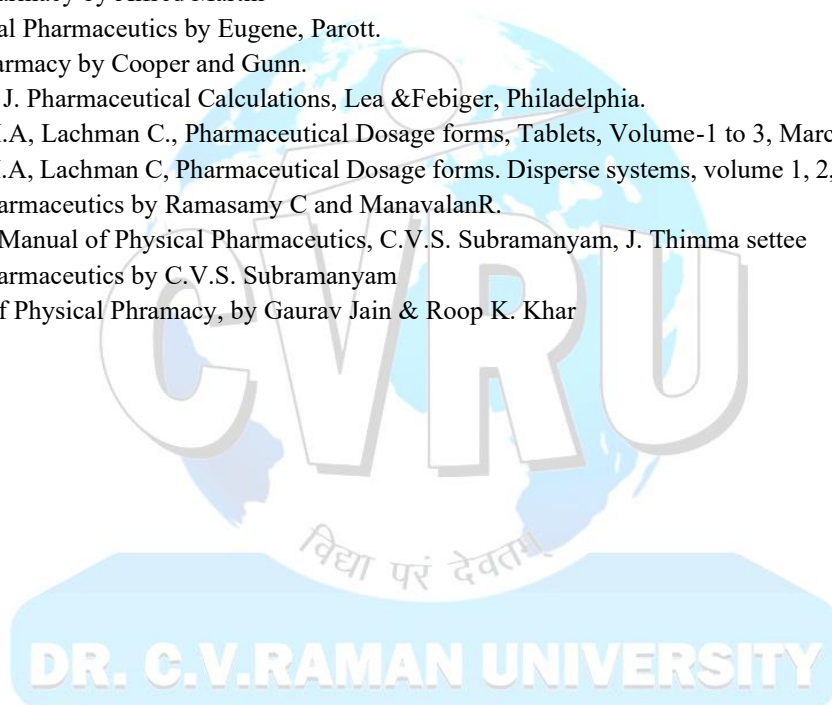 by
al Pharmaceutics by Eugene, Parott.
armacy by Cooper and Gunn.
J. Pharmaceutical Calculations, Lea &Febiger, Philadelphia.
.A, Lachman C., Pharmaceutical Dosage forms, Tablets, Volume-1 to 3, Marc
.A, Lachman C, Pharmaceutical Dosage forms. Disperse systems, volume 1, 2,
armaceutics by Ramasamy C and ManavalanR.
Manual of Physical Pharmaceutics, C.V.S. Subramanyam, J. Thimma settee
armaceutics by C.V.S. Subramanyam
f Physical Phramacy, by Gaurav Jain & Roop K. Khar
CVRU
विद्या परं देवतम्
DR. C.V.RAMAN UNIVERSITY